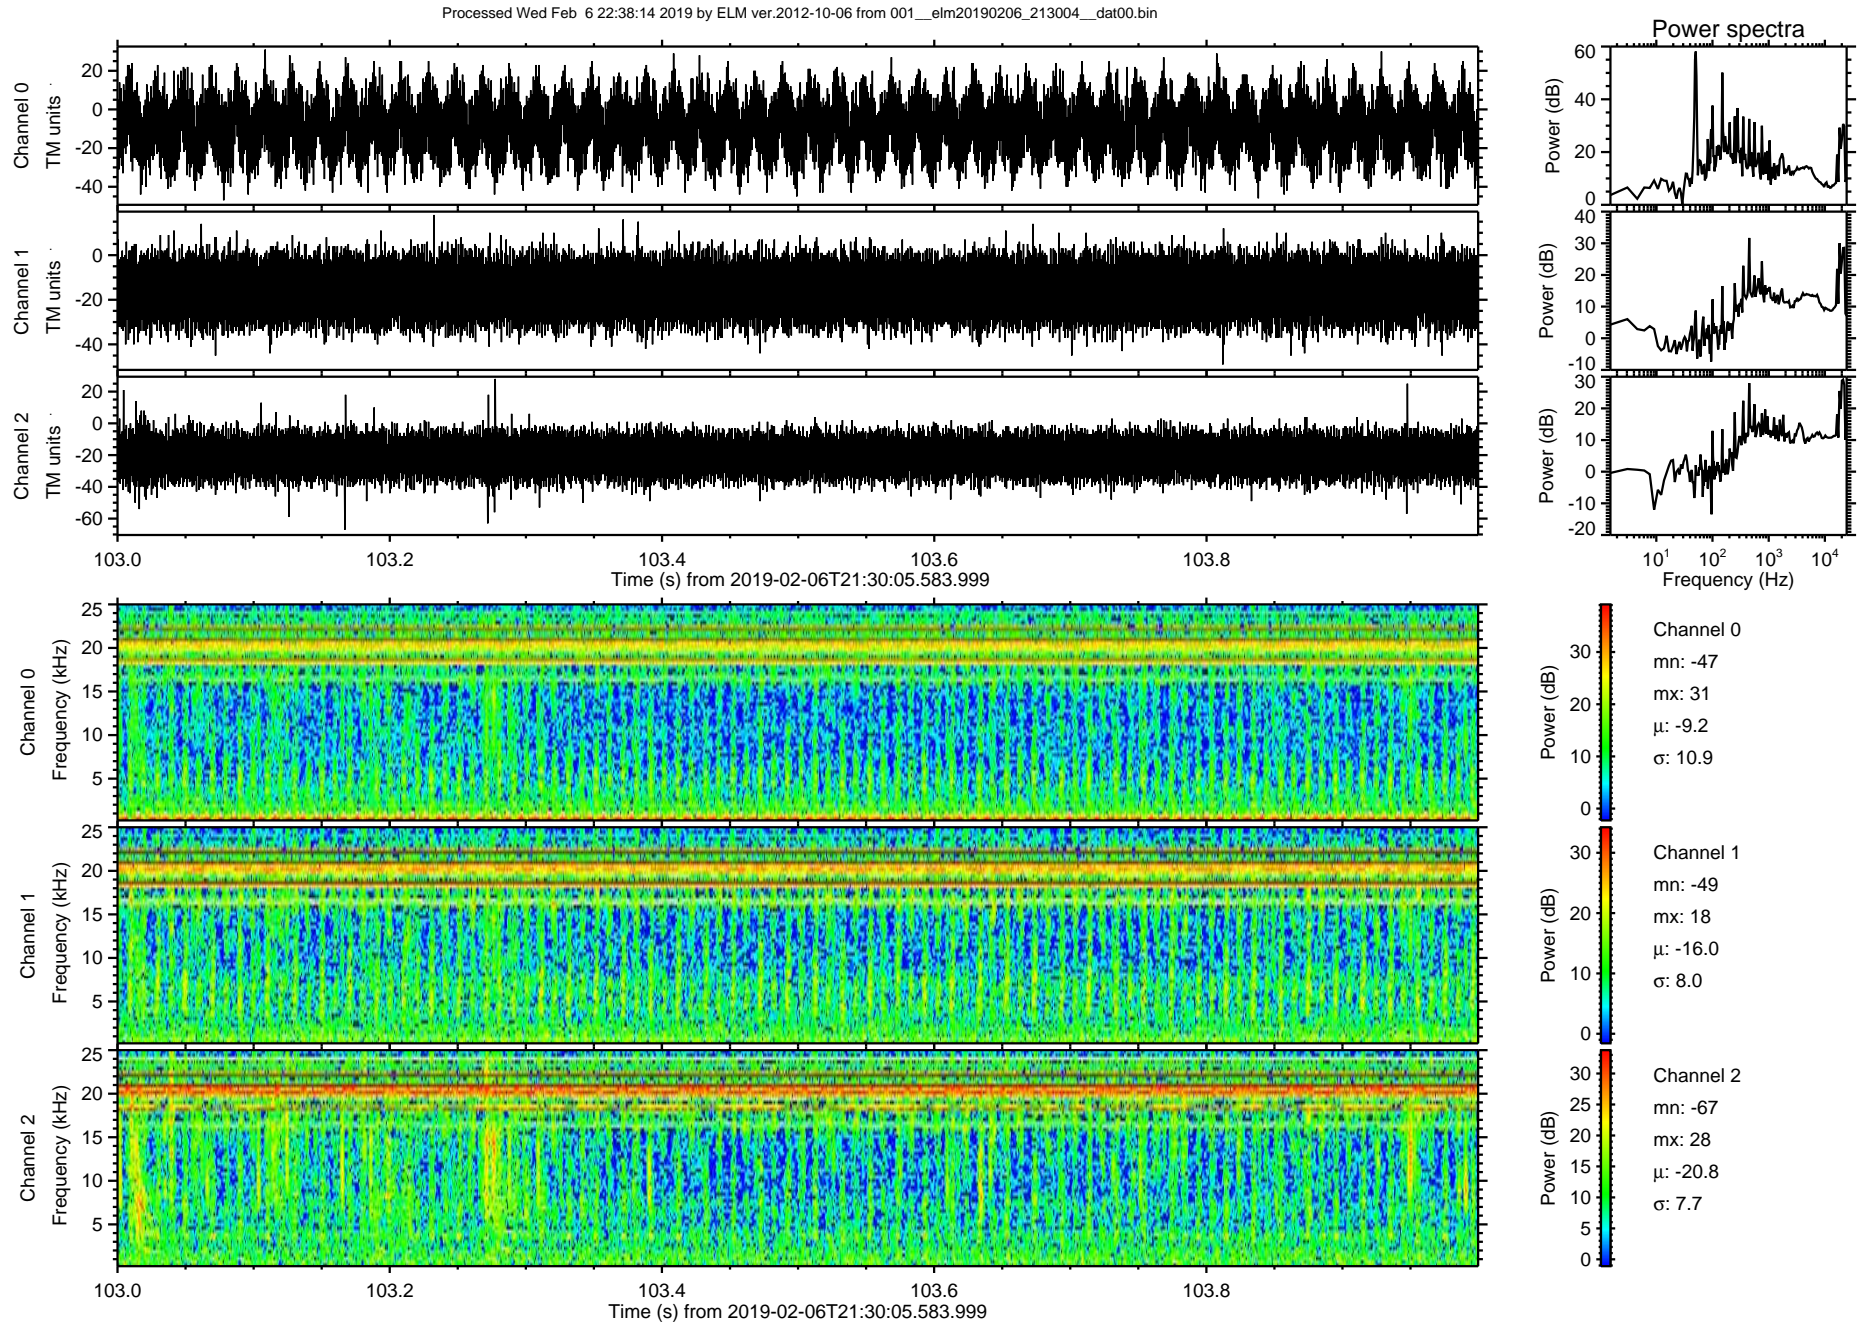 Processed Wed Feb  6 22:38:14 2019 by ELM ver.2012-10-06 from 001__elm20190206_213004__dat00.bin
Power spectra
Channel 0
TM units
20
0
-20
-40
Power (dB)
60
40
20
0
Channel 1
TM units
0
-20
-40
Power (dB)
40
30
20
10
0
-10
Channel 2
TM units
20
0
-20
-40
-60
Power (dB)
30
20
10
0
-10
-20
103.0 103.2 103.4 103.6 103.8
Time (s) from 2019-02-06T21:30:05.583.999
10^1 10^2 10^3 10^4
Frequency (Hz)
Channel 0
Frequency (kHz)
25
20
15
10
5
Power (dB)
30
20
10
0
Channel 0
mn: -47
mx: 31
μ: -9.2
σ: 10.9
Channel 1
Frequency (kHz)
25
20
15
10
5
Power (dB)
30
20
10
0
Channel 1
mn: -49
mx: 18
μ: -16.0
σ: 8.0
Channel 2
Frequency (kHz)
25
20
15
10
5
Power (dB)
30
25
20
15
10
5
0
Channel 2
mn: -67
mx: 28
μ: -20.8
σ: 7.7
103.0 103.2 103.4 103.6 103.8
Time (s) from 2019-02-06T21:30:05.583.999